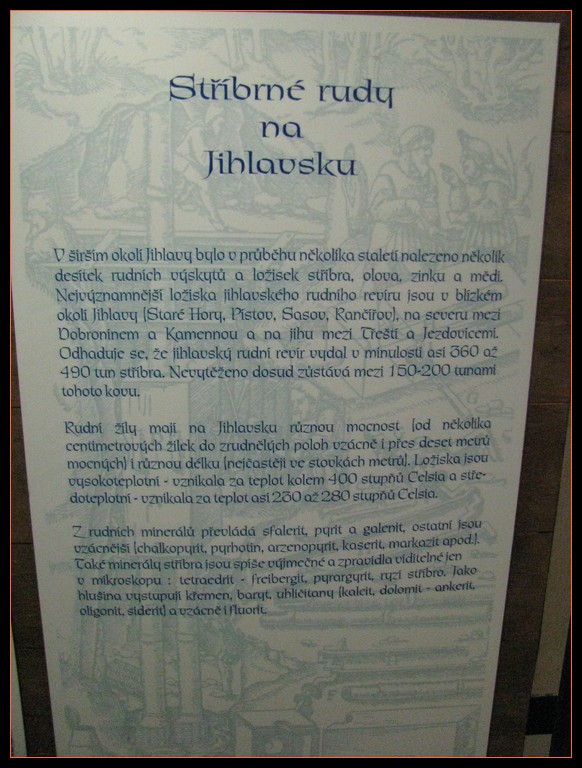 Stříbrné rudy
na
Jihlavsku
V širším okolí Jihlavy bylo v průběhu několika staletí nalezeno několik
desítek rudních výskytů a ložisek stříbra, olova, zinku a mědi.
Nejvýznamnější ložiska jihlavského rudního revíru jsou v blízkém
okolí Jihlavy (Staré Hory, Pístov, Sasov, Rančířov), na severu mezi
Dobronínem a Kamennou a na jihu mezi Třeští a Jezdovicemi.
Odhaduje se, že jihlavský rudní revír vydal v minulosti asi 360 až
490 tun stříbra. Nevytěženo dosud zůstává mezi 150-200 tunami
tohoto kovu.
Rudní žíly mají na Jihlavsku různou mocnost (od několika
centimetrových žilek do zrudnělých poloh vzácně i přes deset metrů
mocných) i různou délku (nejčastěji ve stovkách metrů). Ložiska jsou
vysokoteplotní - vznikala za teplot kolem 400 stupňů Celsia a stře-
doteplotní - vznikala za teplot asi 230 až 280 stupňů Celsia.
Z rudních minerálů převládá sfalerit, pyrit a galenit, ostatní jsou
vzácnější (chalkopyrit, pyrhotin, arzenopyrit, kaserit, markazit apod.).
Také minerály stříbra jsou spíše výjimečné a zpravidla viditelné jen
v mikroskopu : tetraedrit - freibergit, pyrargyrit, ryzí stříbro. Jako
hlušina vystupují křemen, baryt, uhličitany (kalcit, dolomit - ankerit,
oligonit, siderit) a vzácně i fluorit.